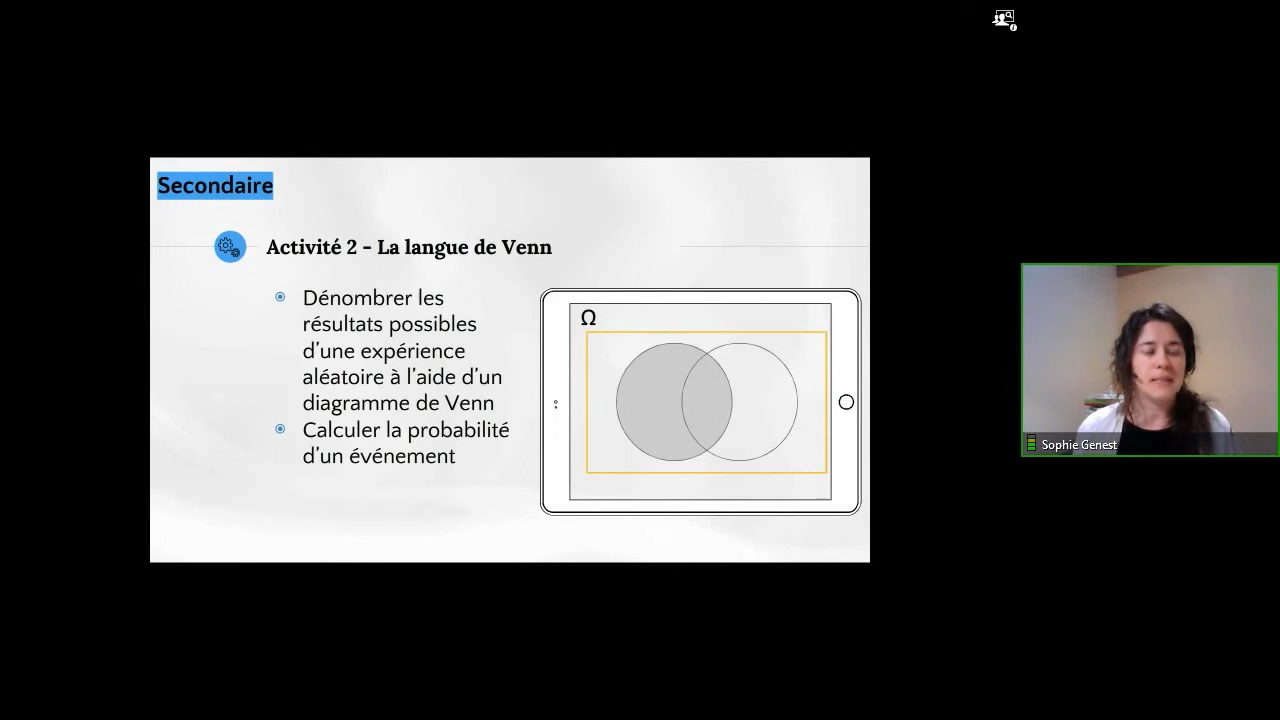 Secondaire
Activité 2 - La langue de Venn
Dénombrer les
résultats possibles
d'une expérience
aléatoire à l'aide d'un
diagramme de Venn
Calculer la probabilité
d'un événement
Ω
Sophie Genest